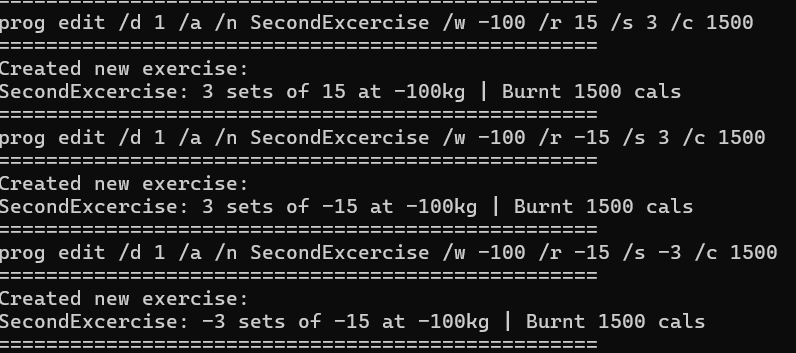 ==================================================
prog edit /d 1 /a /n SecondExcercise /w -100 /r 15 /s 3 /c 1500
==================================================
Created new exercise:
SecondExcercise: 3 sets of 15 at -100kg | Burnt 1500 cals
==================================================
prog edit /d 1 /a /n SecondExcercise /w -100 /r -15 /s 3 /c 1500
==================================================
Created new exercise:
SecondExcercise: 3 sets of -15 at -100kg | Burnt 1500 cals
==================================================
prog edit /d 1 /a /n SecondExcercise /w -100 /r -15 /s -3 /c 1500
==================================================
Created new exercise:
SecondExcercise: -3 sets of -15 at -100kg | Burnt 1500 cals
==================================================